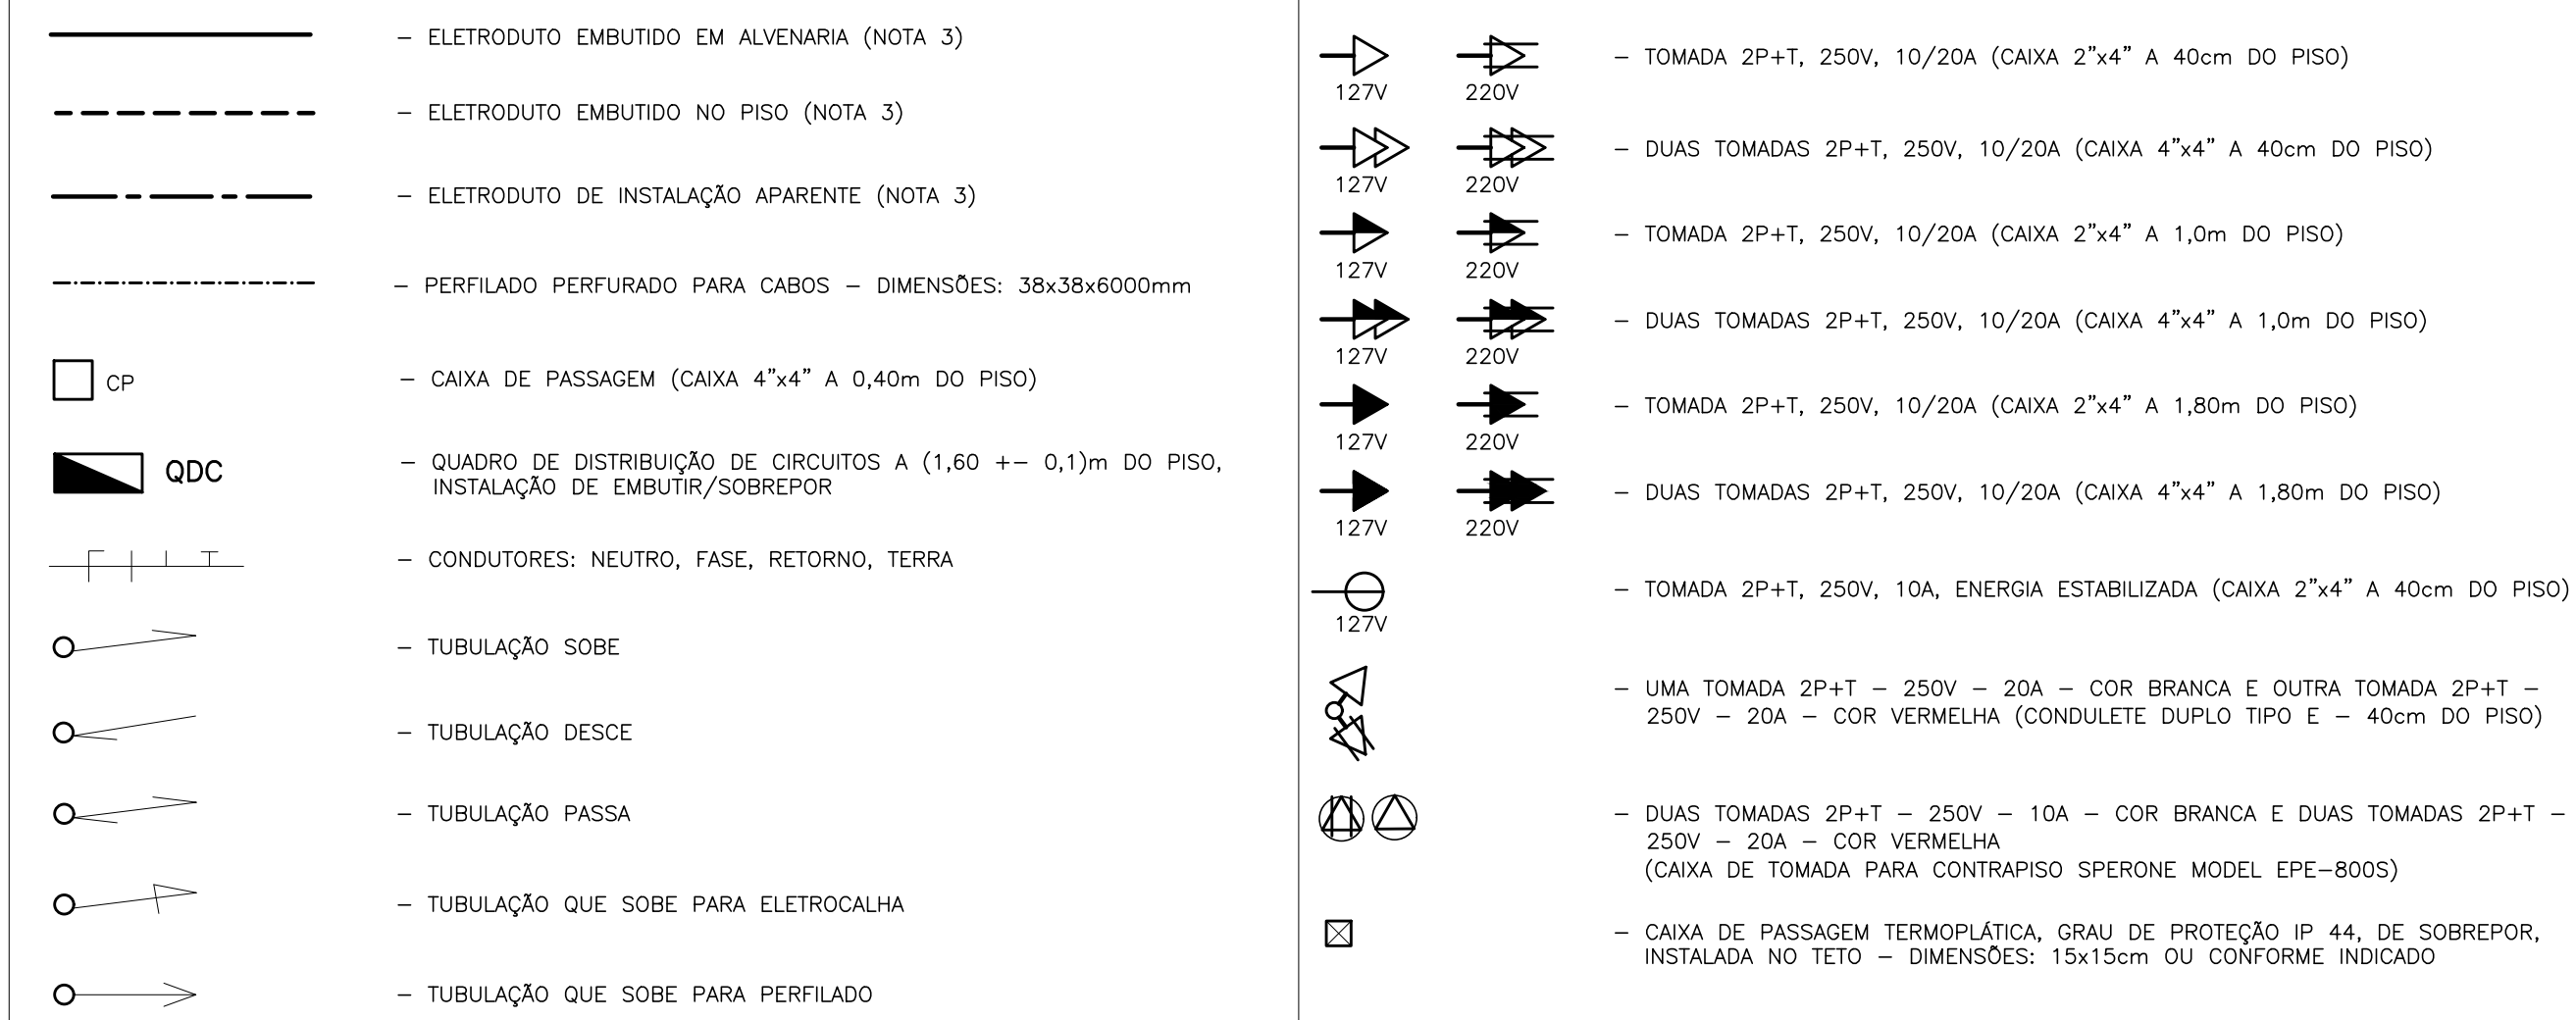 – ELETRODUTO EMBUTIDO EM ALVENARIA (NOTA 3)
– ELETRODUTO EMBUTIDO NO PISO (NOTA 3)
– ELETRODUTO DE INSTALAÇÃO APARENTE (NOTA 3)
– PERFILADO PERFURADO PARA CABOS – DIMENSÕES: 38x38x6000mm
CP – CAIXA DE PASSAGEM (CAIXA 4”x4” A 0,40m DO PISO)
QDC – QUADRO DE DISTRIBUIÇÃO DE CIRCUITOS A (1,60 +– 0,1)m DO PISO,
INSTALAÇÃO DE EMBUTIR/SOBREPOR
– CONDUTORES: NEUTRO, FASE, RETORNO, TERRA
– TUBULAÇÃO SOBE
– TUBULAÇÃO DESCE
– TUBULAÇÃO PASSA
– TUBULAÇÃO QUE SOBE PARA ELETROCALHA
– TUBULAÇÃO QUE SOBE PARA PERFILADO
– TOMADA 2P+T, 250V, 10/20A (CAIXA 2”x4” A 40cm DO PISO)
127V 220V
– DUAS TOMADAS 2P+T, 250V, 10/20A (CAIXA 4”x4” A 40cm DO PISO)
127V 220V
– TOMADA 2P+T, 250V, 10/20A (CAIXA 2”x4” A 1,0m DO PISO)
127V 220V
– DUAS TOMADAS 2P+T, 250V, 10/20A (CAIXA 4”x4” A 1,0m DO PISO)
127V 220V
– TOMADA 2P+T, 250V, 10/20A (CAIXA 2”x4” A 1,80m DO PISO)
127V 220V
– DUAS TOMADAS 2P+T, 250V, 10/20A (CAIXA 4”x4” A 1,80m DO PISO)
127V 220V
– TOMADA 2P+T, 250V, 10A, ENERGIA ESTABILIZADA (CAIXA 2”x4” A 40cm DO PISO)
127V
– UMA TOMADA 2P+T – 250V – 20A – COR BRANCA E OUTRA TOMADA 2P+T –
250V – 20A – COR VERMELHA (CONDULETE DUPLO TIPO E – 40cm DO PISO)
– DUAS TOMADAS 2P+T – 250V – 10A – COR BRANCA E DUAS TOMADAS 2P+T –
250V – 20A – COR VERMELHA
(CAIXA DE TOMADA PARA CONTRAPISO SPERONE MODEL EPE–800S)
– CAIXA DE PASSAGEM TERMOPLÁTICA, GRAU DE PROTEÇÃO IP 44, DE SOBREPOR,
INSTALADA NO TETO – DIMENSÕES: 15x15cm OU CONFORME INDICADO